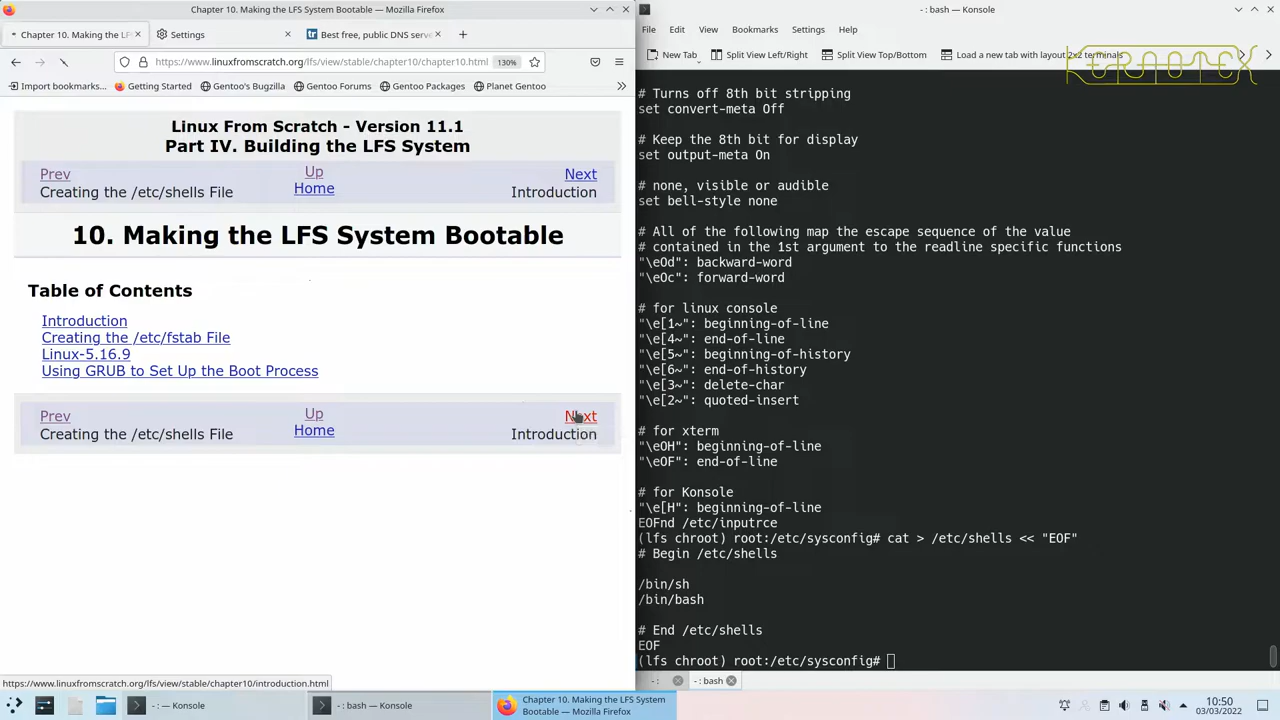 Chapter 10. Making the LFS System Bootable — Mozilla Firefox
Chapter 10. Making the LFS
Settings
Best free, public DNS serve
https://www.linuxfromscratch.org/lfs/view/stable/chapter10/chapter10.html
130%
Import bookmarks...
Getting Started
Gentoo's Bugzilla
Gentoo Forums
Gentoo Packages
Planet Gentoo
Linux From Scratch - Version 11.1
Part IV. Building the LFS System
Prev
Up
Next
Creating the /etc/shells File
Home
Introduction
10. Making the LFS System Bootable
Table of Contents
Introduction
Creating the /etc/fstab File
Linux-5.16.9
Using GRUB to Set Up the Boot Process
Prev
Up
Next
Creating the /etc/shells File
Home
Introduction
https://www.linuxfromscratch.org/lfs/view/stable/chapter10/introduction.html
- : bash — Konsole
File Edit View Bookmarks Settings Help
New Tab
Split View Left/Right
Split View Top/Bottom
Load a new tab with layout 2x2 terminals
KERNOTEX
# Turns off 8th bit stripping
set convert-meta Off
# Keep the 8th bit for display
set output-meta On
# none, visible or audible
set bell-style none
# All of the following map the escape sequence of the value
# contained in the 1st argument to the readline specific functions
"\eOd": backward-word
"\eOc": forward-word
# for linux console
"\e[1~": beginning-of-line
"\e[4~": end-of-line
"\e[5~": beginning-of-history
"\e[6~": end-of-history
"\e[3~": delete-char
"\e[2~": quoted-insert
# for xterm
"\eOH": beginning-of-line
"\eOF": end-of-line
# for Konsole
"\e[H": beginning-of-line
EOFnd /etc/inputrce
(lfs chroot) root:/etc/sysconfig# cat > /etc/shells << "EOF"
# Begin /etc/shells
/bin/sh
/bin/bash
# End /etc/shells
EOF
(lfs chroot) root:/etc/sysconfig#
- :
- : bash
- : — Konsole
- : bash — Konsole
Chapter 10. Making the LFS System
Bootable — Mozilla Firefox
10:50
03/03/2022